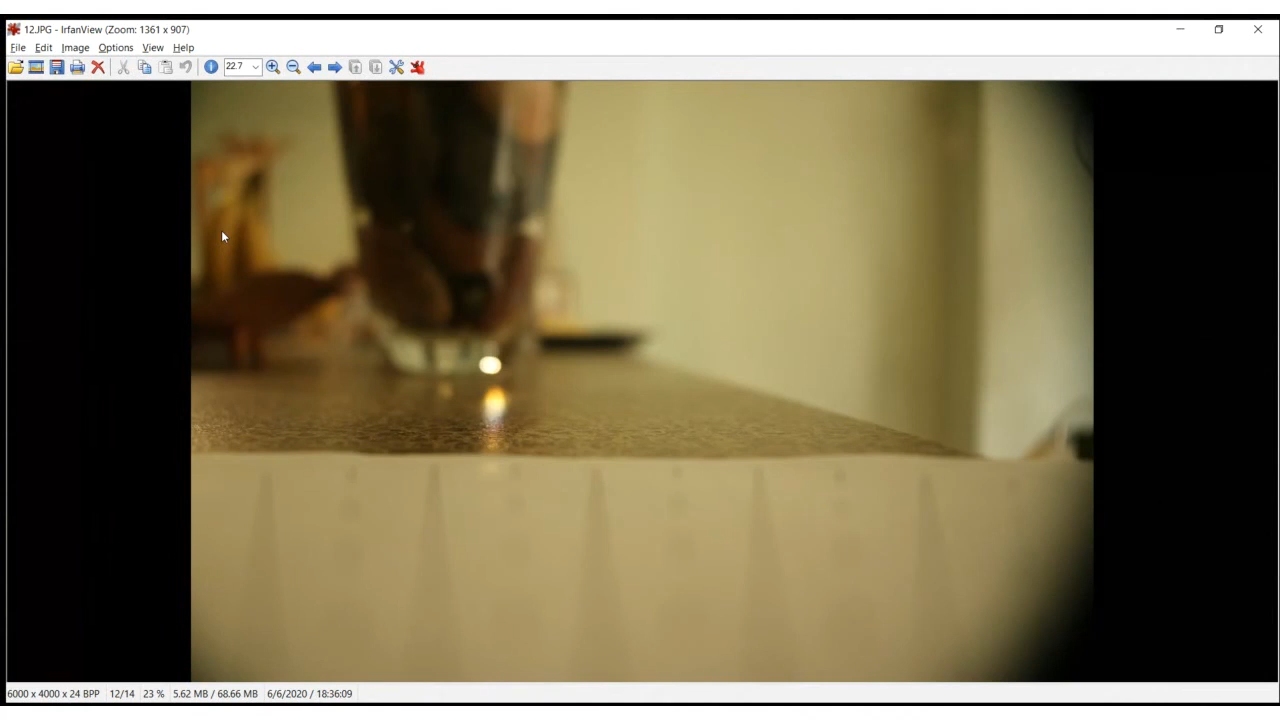 12.JPG - IrfanView (Zoom: 1361 x 907)
File Edit Image Options View Help
22.7
6000 x 4000 x 24 BPP 12/14 23 % 5.62 MB / 68.66 MB 6/6/2020 / 18:36:09